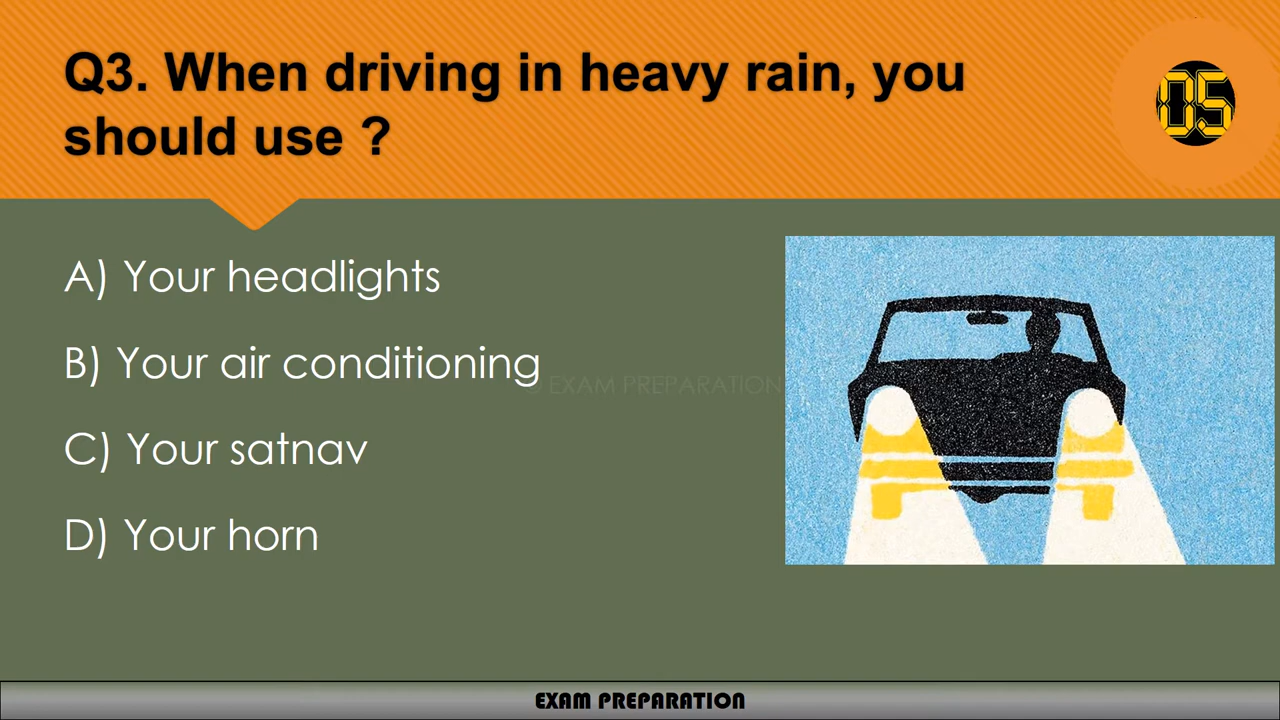 Q3. When driving in heavy rain, you
should use ?
05
A) Your headlights
B) Your air conditioning
© EXAM PREPARATION
C) Your satnav
D) Your horn
EXAM PREPARATION